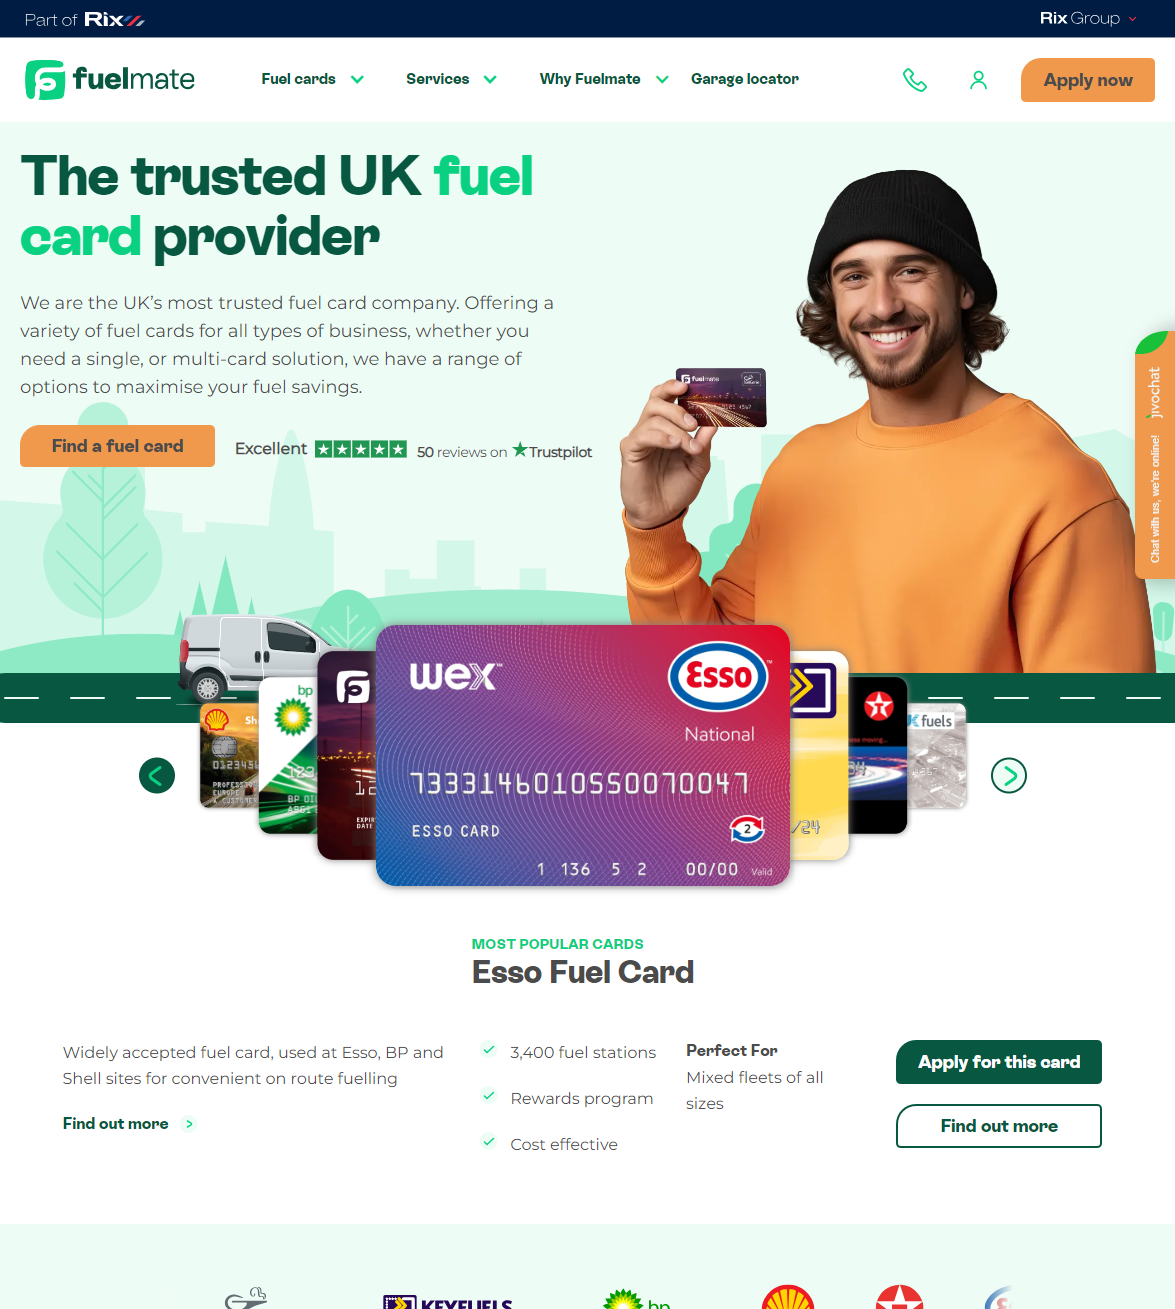 Part of Rix
Rix Group
fuelmate
Fuel cards
Services
Why Fuelmate
Garage locator
Apply now
The trusted UK fuel
card provider
We are the UK's most trusted fuel card company. Offering a
variety of fuel cards for all types of business, whether you
need a single, or multi-card solution, we have a range of
options to maximise your fuel savings.
Find a fuel card
Excellent
50 reviews on Trustpilot
fuelmate
jivochat
Chat with us, we're online!
bp
wex
Esso
National
7333146010550070047
ESSO CARD
2
1 136 5 2 00/00 Valid
/24
fuels
MOST POPULAR CARDS
Esso Fuel Card
Widely accepted fuel card, used at Esso, BP and
Shell sites for convenient on route fuelling
Find out more
3,400 fuel stations
Rewards program
Cost effective
Perfect For
Mixed fleets of all
sizes
Apply for this card
Find out more
KEYFUELS
bp